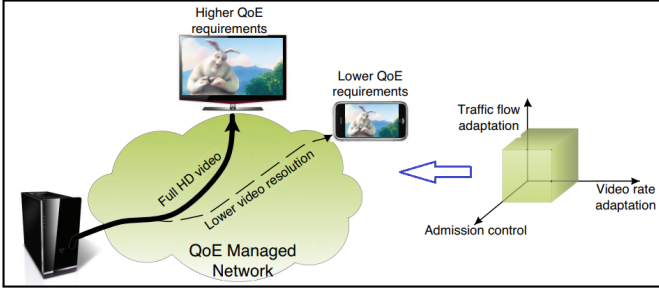 Higher QoE
requirements
Lower QoE
requirements
Full HD video
Lower video resolution
QoE Managed
Network
Traffic flow
adaptation
Video rate
adaptation
Admission control